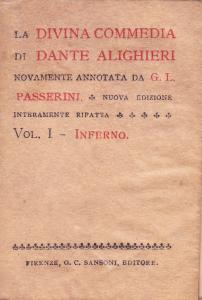 LA DIVINA COMMEDIA
DI DANTE ALIGHIERI
NOVAMENTE ANNOTATA DA G. L.
PASSERINI. NUOVA EDIZIONE
INTERAMENTE RIFATTA
VOL. I – INFERNO.
FIRENZE, G. C. SANSONI, EDITORE.